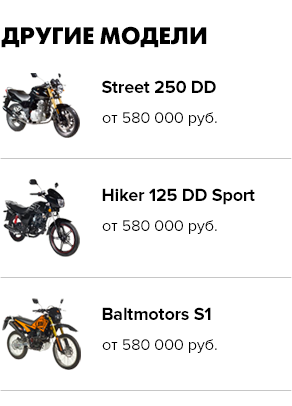 ДРУГИЕ МОДЕЛИ
Street 250 DD
от 580 000 руб.
Hiker 125 DD Sport
от 580 000 руб.
Baltmotors S1
от 580 000 руб.